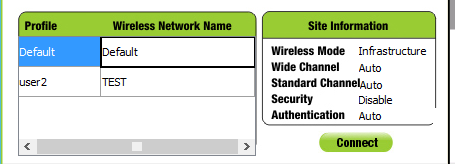 Profile Wireless Network Name
Default Default
user2 TEST
Site Information
Wireless Mode Infrastructure
Wide Channel Auto
Standard Channel Auto
Security Disable
Authentication Auto
Connect